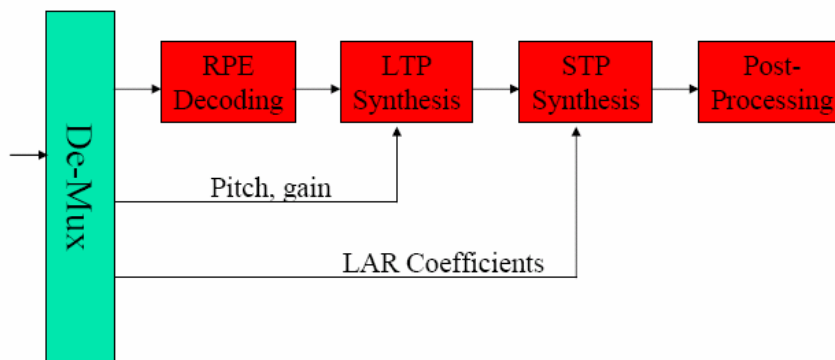 RPE
Decoding
LTP
Synthesis
STP
Synthesis
Post-
Processing
De-Mux
Pitch, gain
LAR Coefficients